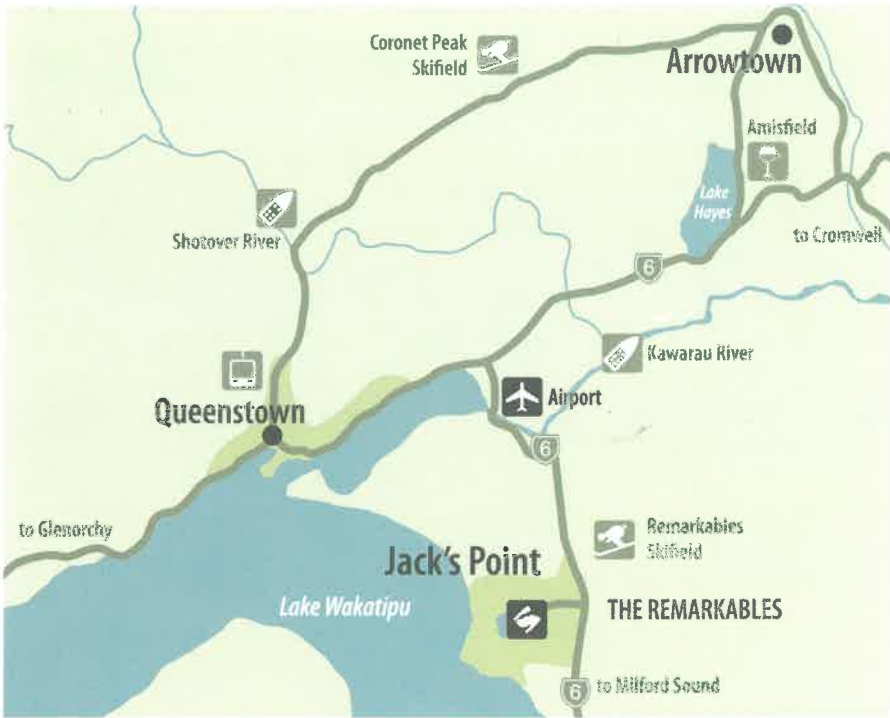 Coronet Peak
Skifield
Arrowtown
Amisfield
Lake
Hayes
Shotover River
to Cromwell
6
Kawarau River
Queenstown
Airport
6
to Glenorchy
Remarkables
Skifield
Jack's Point
Lake Wakatipu
THE REMARKABLES
6
to Milford Sound